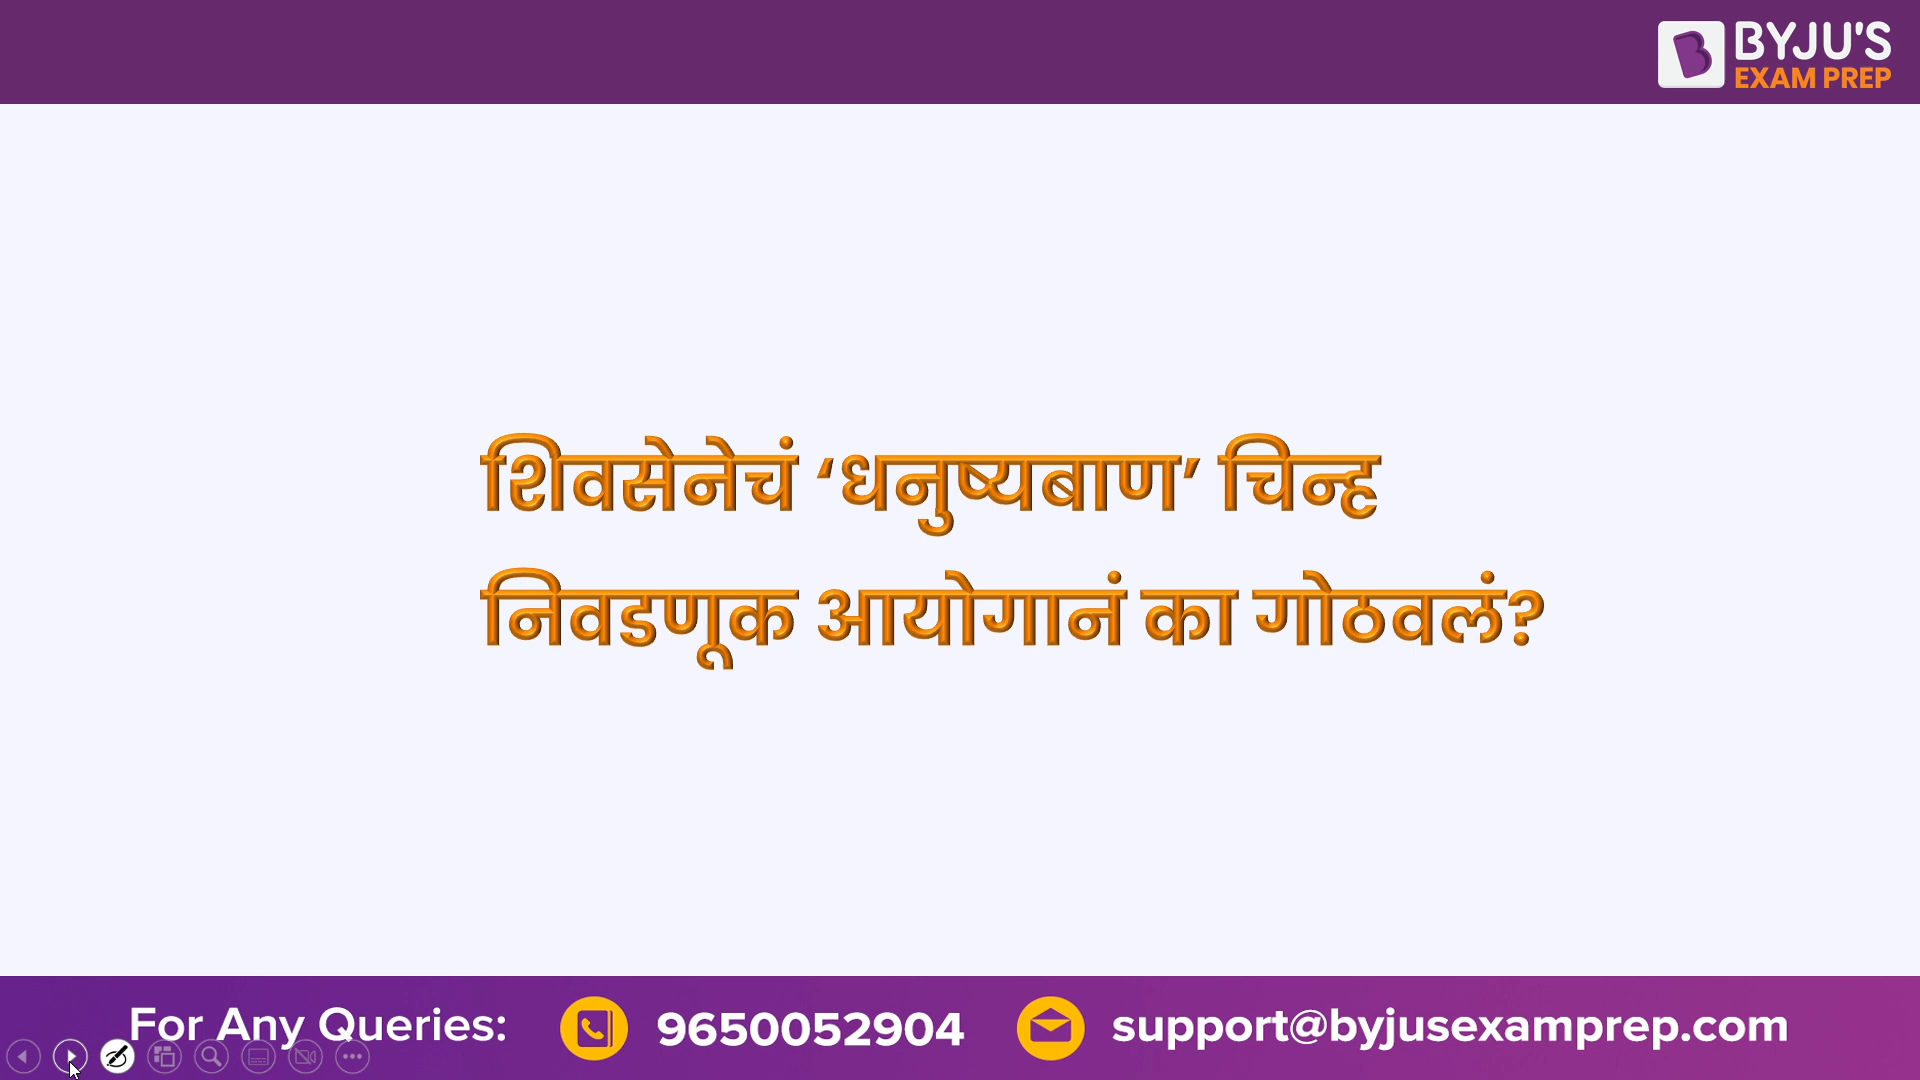 BYJU'S
EXAM PREP
शिवसेनेचं ‘धनुष्यबाण’ चिन्ह
निवडणूक आयोगानं का गोठवलं?
For Any Queries: 9650052904 support@byjusexamprep.com